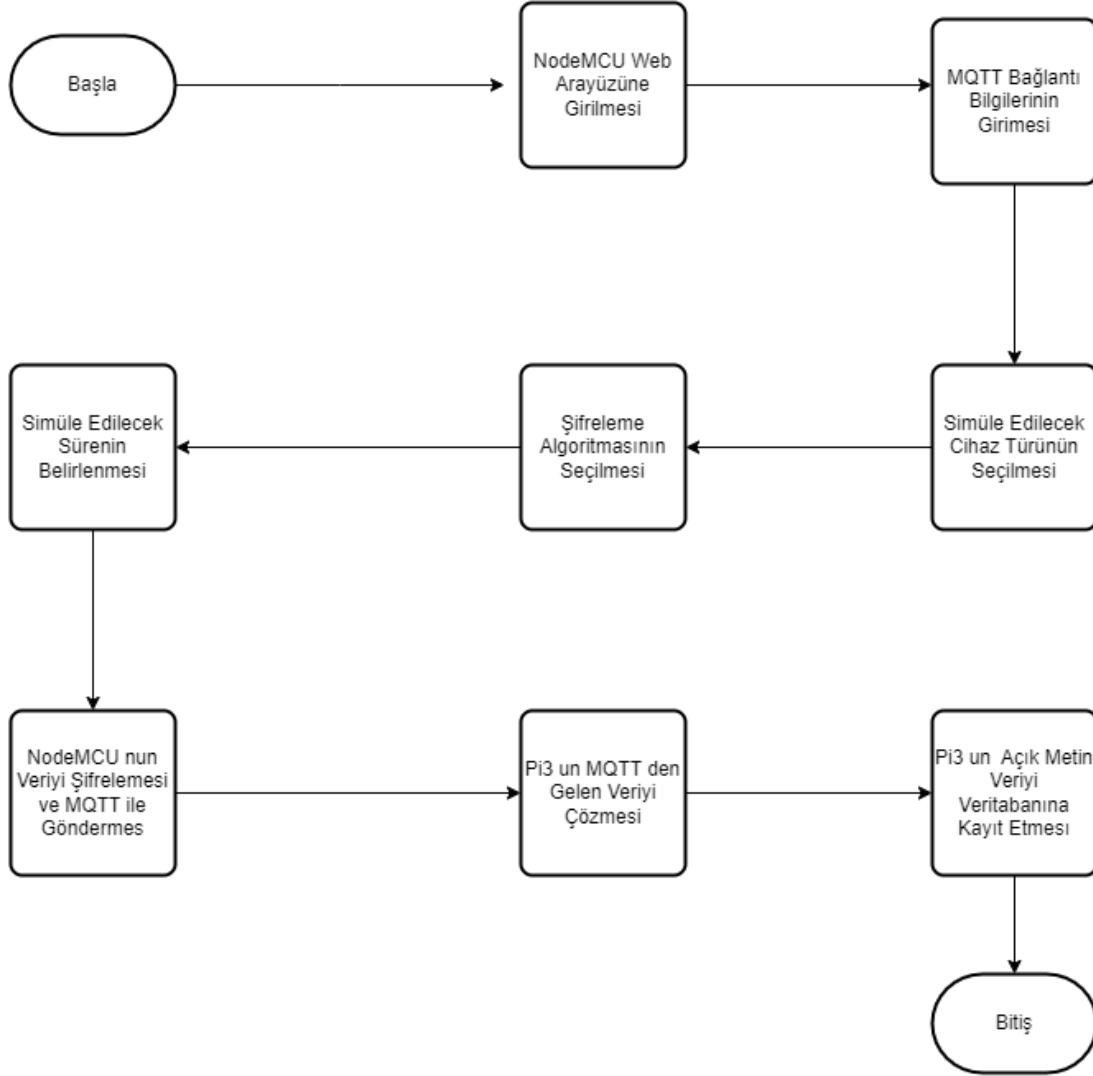 Başla
NodeMCU Web
Arayüzüne
Girilmesi
MQTT Bağlantı
Bilgilerinin
Girimesi
Simüle Edilecek
Cihaz Türünün
Seçilmesi
Şifreleme
Algoritmasının
Seçilmesi
Simüle Edilecek
Sürenin
Belirlenmesi
NodeMCU nun
Veriyi Şifrelemesi
ve MQTT ile
Göndermes
Pi3 un MQTT den
Gelen Veriyi
Çözmesi
Pi3 un Açık Metin
Veriyi
Veritabanına
Kayıt Etmesı
Bitiş